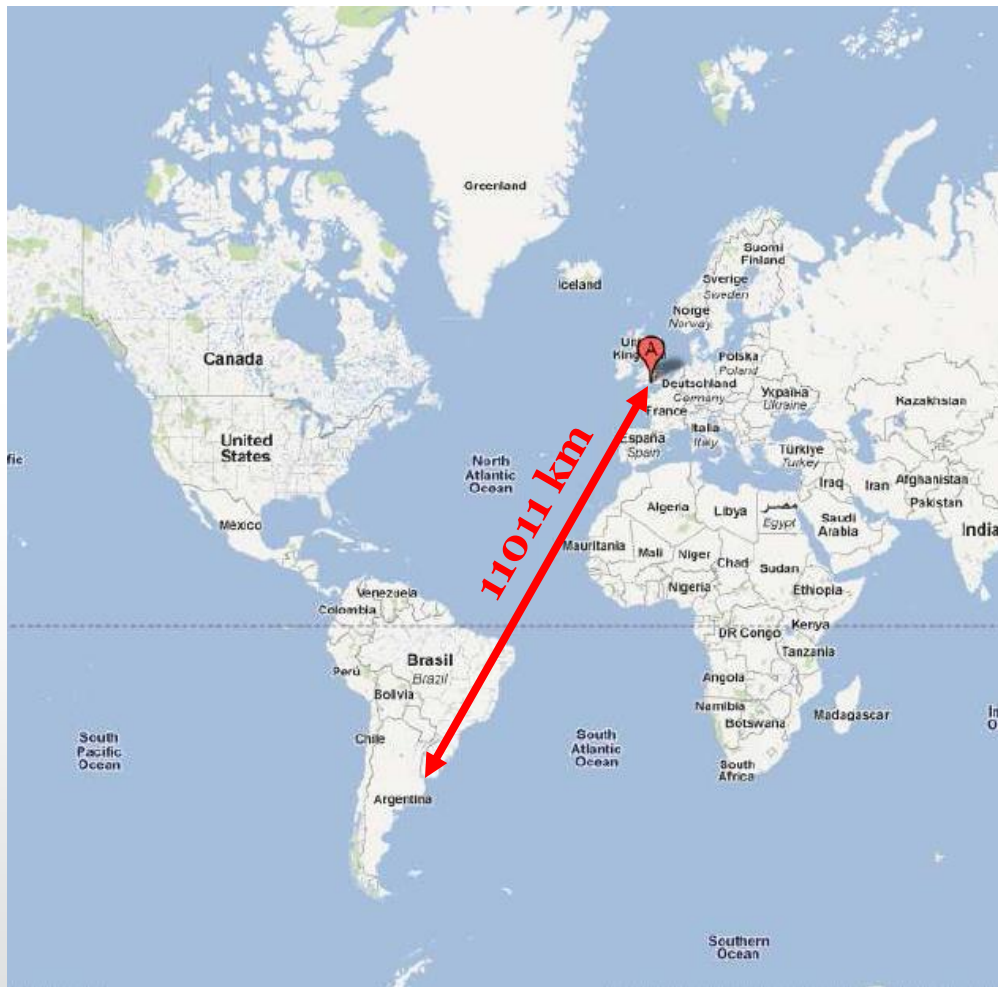 Greenland
Iceland
Suomi
Finland
Sverige
Sweden
Norge
Norway
A
Polska
Poland
Deutschland
Germany
Україна
Ukraine
Kazakhstan
France
Italia
Italy
España
Spain
Türkiye
Turkey
Canada
United
States
North
Atlantic
Ocean
11011 km
Iraq
Iran
Afghanistan
Pakistan
India
Algeria
Libya
مصر
Egypt
Saudi
Arabia
México
Mauritania
Mali
Niger
Chad
Sudan
Nigeria
Ethiopia
Venezuela
Colombia
DR Congo
Kenya
Tanzania
Brasil
Brazil
Perú
Bolivia
Angola
Namibia
Botswana
Madagascar
South
Pacific
Ocean
Chile
South
Atlantic
Ocean
South
Africa
Argentina
Southern
Ocean